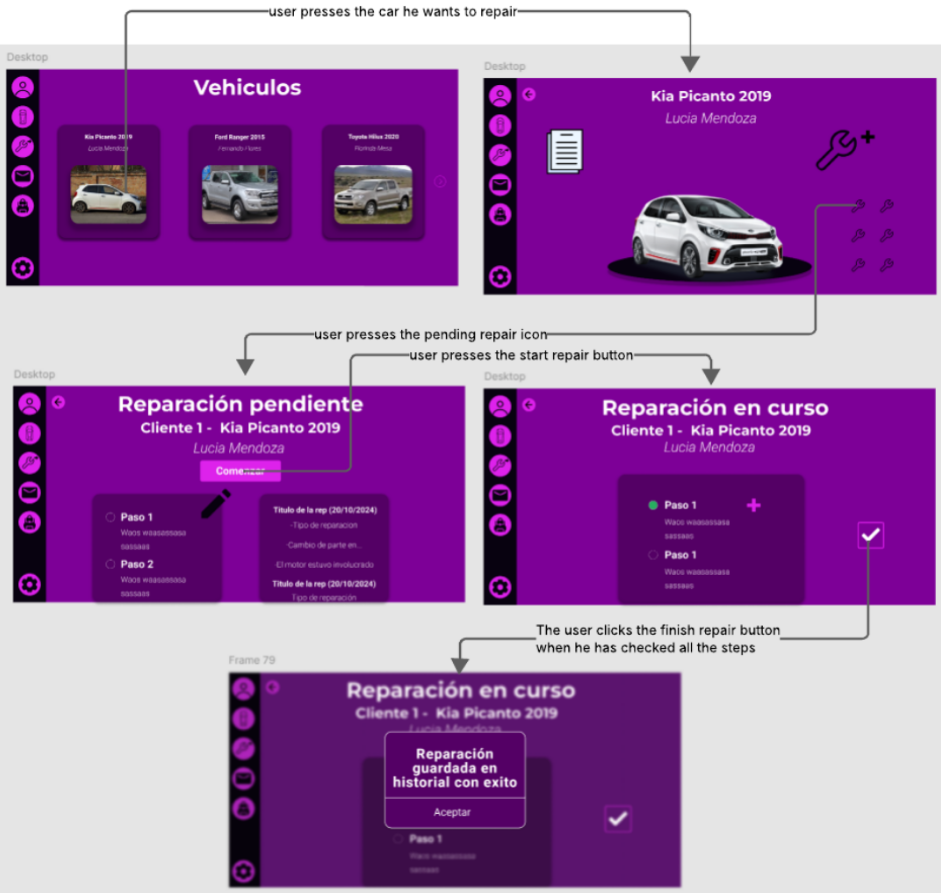 user presses the car he wants to repair
Desktop
Vehiculos
Kia Picanto 2019
Lucia Mendoza
Ford Ranger 2015
Fernando Flores
Toyota Hilux 2020
Desktop
Kia Picanto 2019
Lucia Mendoza
user presses the pending repair icon
user presses the start repair button
Desktop
Reparación pendiente
Cliente 1 - Kia Picanto 2019
Lucia Mendoza
Comenzar
Paso 1
Waos waasassasa
sassaas
Paso 2
Waos waasassasa
sassaas
Titulo de la rep (20/10/2024)
-Tipo de reparacion
-Cambio de parte en...
-El motor estuvo involucrado
Titulo de la rep (20/10/2024)
Tipo de reparación
Desktop
Reparación en curso
Cliente 1 - Kia Picanto 2019
Lucia Mendoza
Paso 1
Waos waasassasa
sassaas
Paso 1
Waos waasassasa
sassaas
The user clicks the finish repair button
when he has checked all the steps
Frame 79
Reparación en curso
Cliente 1 - Kia Picanto 2019
Lucia Mendoza
Reparación
guardada en
historial con exito
Aceptar
Paso 1
Waos waasassasa
sassaas